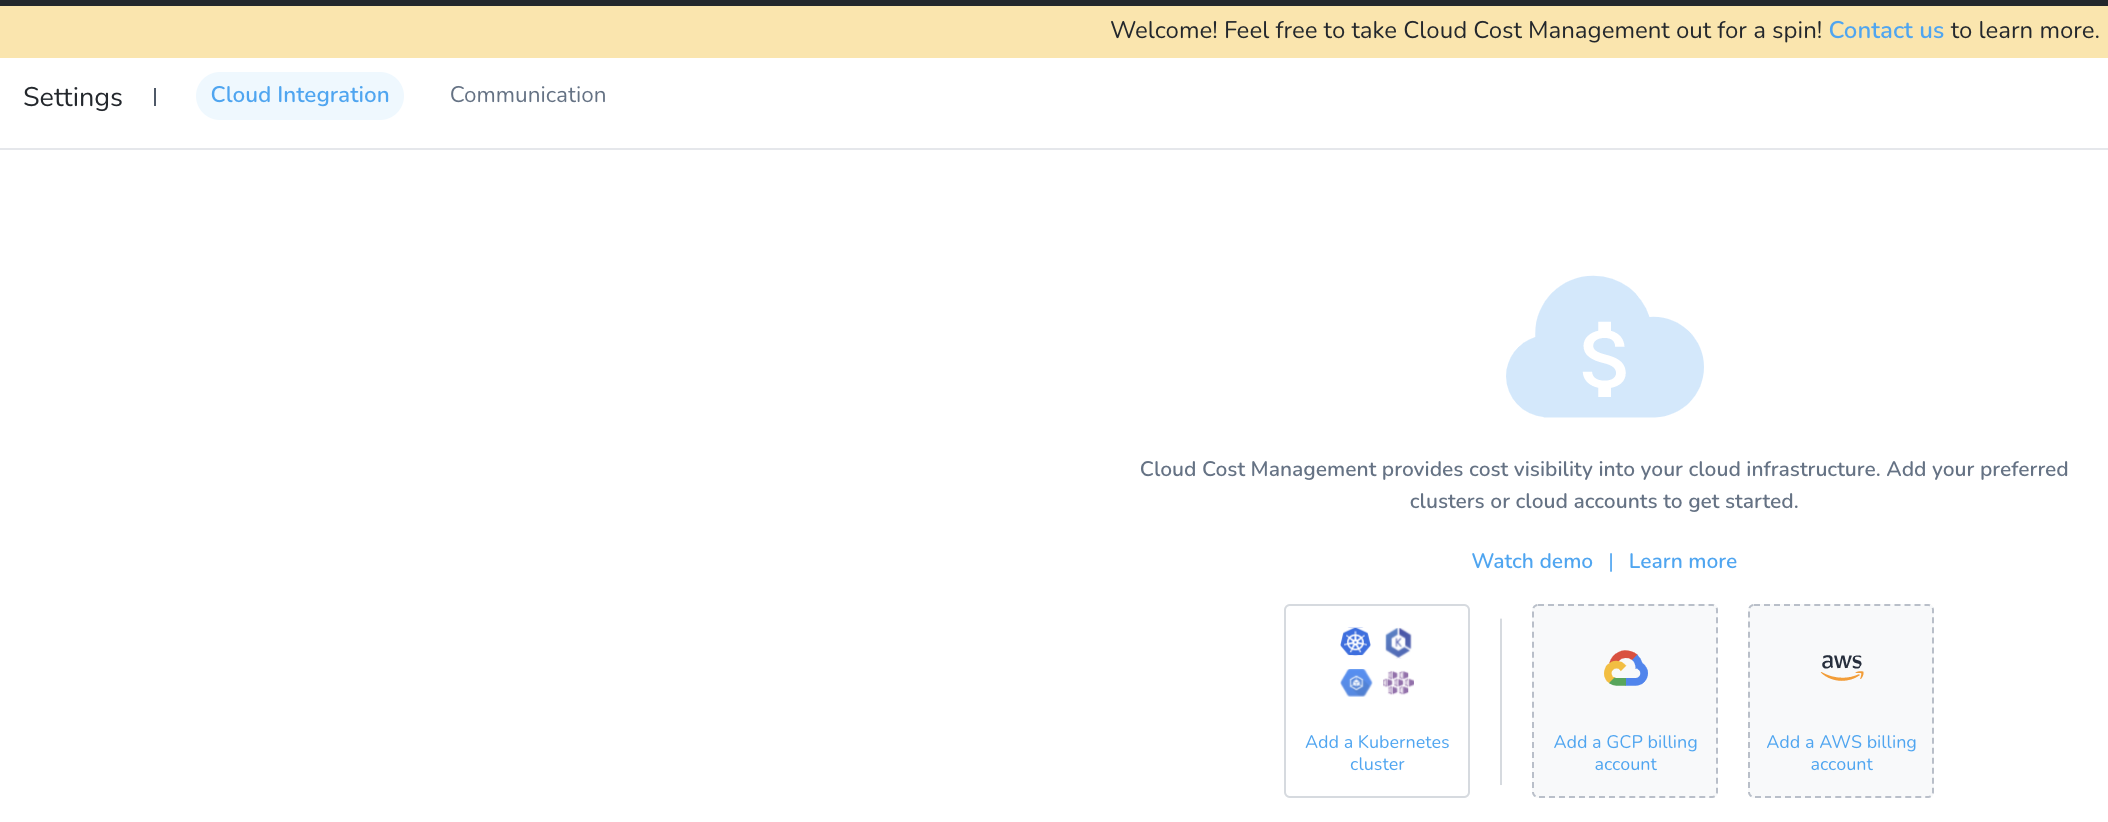 Welcome! Feel free to take Cloud Cost Management out for a spin! Contact us to learn more.
Settings | Cloud Integration Communication
$
Cloud Cost Management provides cost visibility into your cloud infrastructure. Add your preferred
clusters or cloud accounts to get started.
Watch demo | Learn more
K
aws
Add a Kubernetes
cluster
Add a GCP billing
account
Add a AWS billing
account